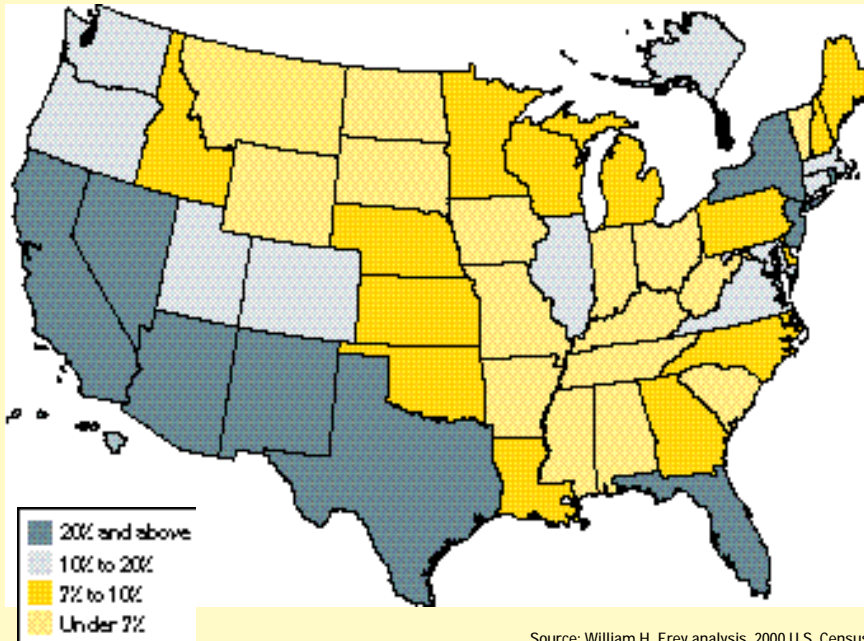 20% and above
10% to 20%
7% to 10%
Under 7%
Source: William H. Frey analysis, 2000 U.S. Census